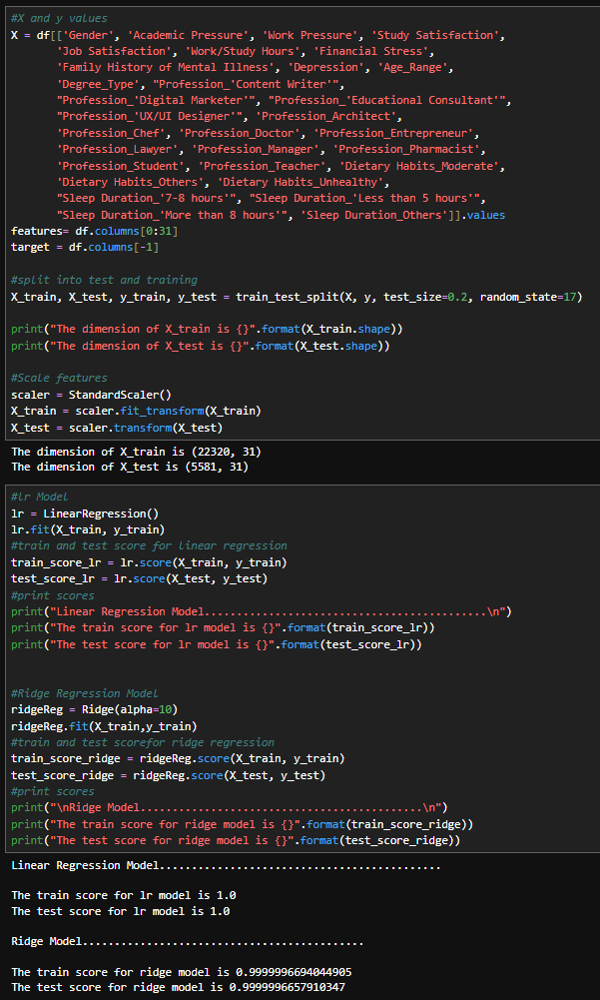 #X and y values
X = df[['Gender', 'Academic Pressure', 'Work Pressure', 'Study Satisfaction',
'Job Satisfaction', 'Work/Study Hours', 'Financial Stress',
'Family History of Mental Illness', 'Depression', 'Age_Range',
'Degree_Type', "Profession_'Content Writer'",
"Profession_'Digital Marketer'", "Profession_'Educational Consultant'",
"Profession_'UX/UI Designer'", 'Profession_Architect',
'Profession_Chef', 'Profession_Doctor', 'Profession_Entrepreneur',
'Profession_Lawyer', 'Profession_Manager', 'Profession_Pharmacist',
'Profession_Student', 'Profession_Teacher', 'Dietary Habits_Moderate',
'Dietary Habits_Others', 'Dietary Habits_Unhealthy',
"Sleep Duration_'7-8 hours'", "Sleep Duration_'Less than 5 hours'",
"Sleep Duration_'More than 8 hours'", 'Sleep Duration_Others']].values
features= df.columns[0:31]
target = df.columns[-1]
#split into test and training
X_train, X_test, y_train, y_test = train_test_split(X, y, test_size=0.2, random_state=17)
print("The dimension of X_train is {}".format(X_train.shape))
print("The dimension of X_test is {}".format(X_test.shape))
#Scale features
scaler = StandardScaler()
X_train = scaler.fit_transform(X_train)
X_test = scaler.transform(X_test)
The dimension of X_train is (22320, 31)
The dimension of X_test is (5581, 31)
#lr Model
lr = LinearRegression()
lr.fit(X_train, y_train)
#train and test score for linear regression
train_score_lr = lr.score(X_train, y_train)
test_score_lr = lr.score(X_test, y_test)
#print scores
print("Linear Regression Model...........................................\n")
print("The train score for lr model is {}".format(train_score_lr))
print("The test score for lr model is {}".format(test_score_lr))
#Ridge Regression Model
ridgeReg = Ridge(alpha=10)
ridgeReg.fit(X_train,y_train)
#train and test scorefor ridge regression
train_score_ridge = ridgeReg.score(X_train, y_train)
test_score_ridge = ridgeReg.score(X_test, y_test)
#print scores
print("\nRidge Model...........................................\n")
print("The train score for ridge model is {}".format(train_score_ridge))
print("The test score for ridge model is {}".format(test_score_ridge))
Linear Regression Model...........................................
The train score for lr model is 1.0
The test score for lr model is 1.0
Ridge Model...........................................
The train score for ridge model is 0.9999996694044905
The test score for ridge model is 0.9999996657910347